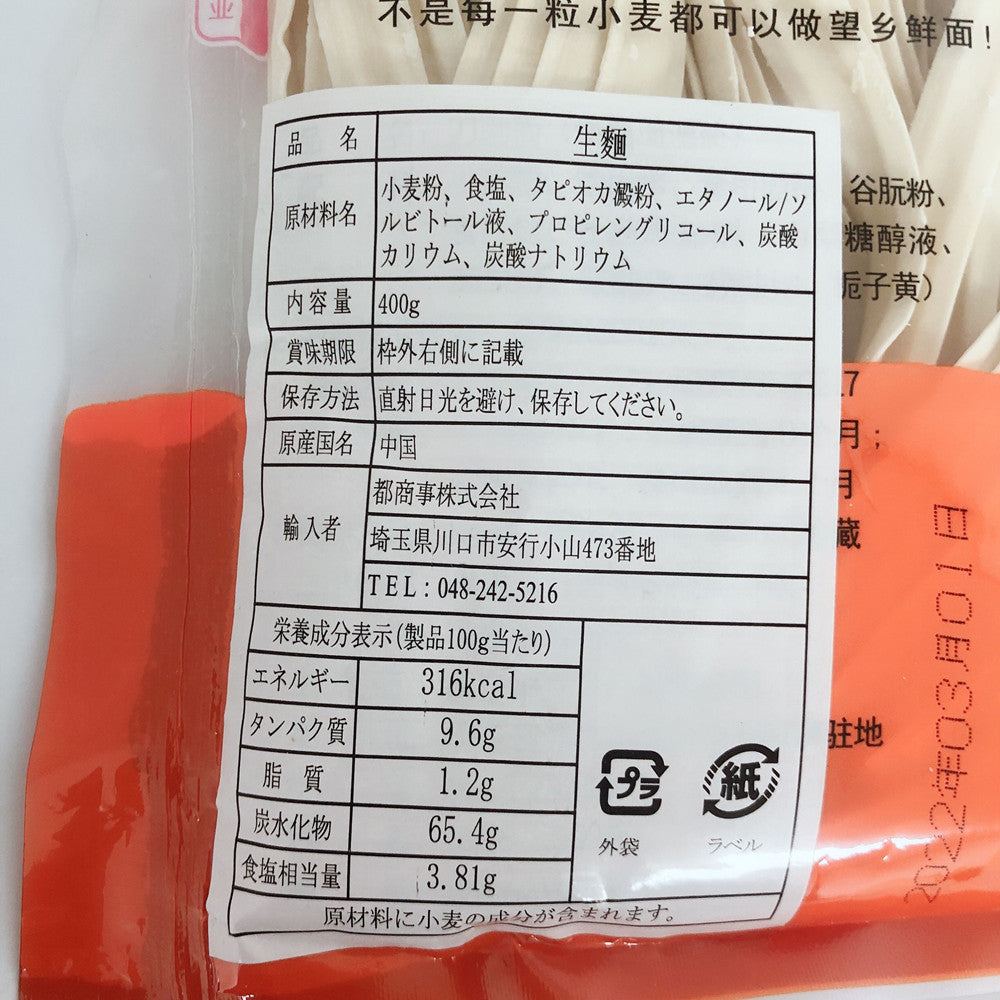 不是每一粒小麦都可以做望乡鲜面!
品 名 生麺
原材料名 小麦粉、食塩、タピオカ澱粉、エタノール/ソ
ルビトール液、プロピレングリコール、炭酸
カリウム、炭酸ナトリウム
内容量 400g
賞味期限 枠外右側に記載
保存方法 直射日光を避け、保存してください。
原産国名 中国
輸入者 都商事株式会社
埼玉県川口市安行小山473番地
TEL:048-242-5216
栄養成分表示(製品100g当たり)
エネルギー 316kcal
タンパク質 9.6g
脂 質 1.2g
炭水化物 65.4g
食塩相当量 3.81g
プラ
外袋
紙
ラベル
原材料に小麦の成分が含まれます。
谷朊粉、
糖醇液、
栀子黄)
7
月;
月
藏
驻地
2022年03月01日